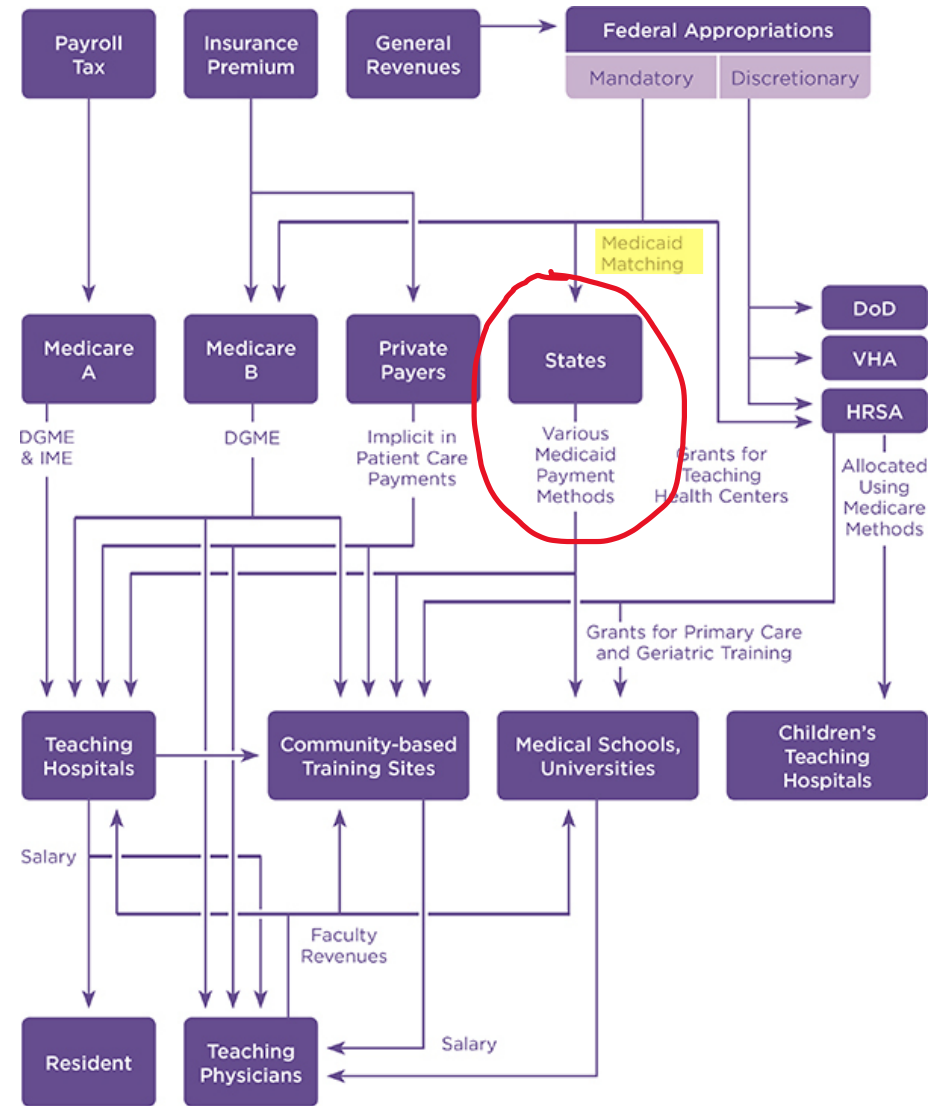 Payroll
Tax
Insurance
Premium
General
Revenues
Federal Appropriations
Mandatory
Discretionary
Medicaid
Matching
Medicare
A
Medicare
B
Private
Payers
States
DoD
VHA
HRSA
DGME
& IME
DGME
Implicit in
Patient Care
Payments
Various
Medicaid
Payment
Methods
Grants for
Teaching
Health Centers
Allocated
Using
Medicare
Methods
Grants for Primary Care
and Geriatric Training
Teaching
Hospitals
Community-based
Training Sites
Medical Schools,
Universities
Children's
Teaching
Hospitals
Salary
Faculty
Revenues
Resident
Teaching
Physicians
Salary